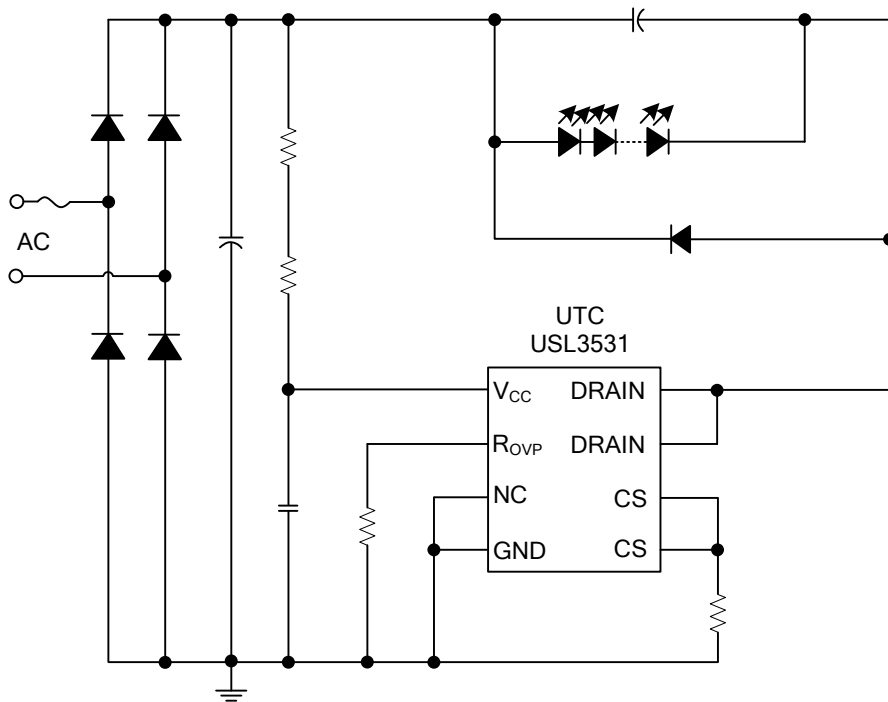 AC
UTC
USL3531
VCC DRAIN
ROVP DRAIN
NC CS
GND CS